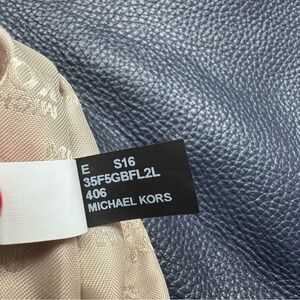 E S16
35F5GBFL2L
406
MICHAEL KORS